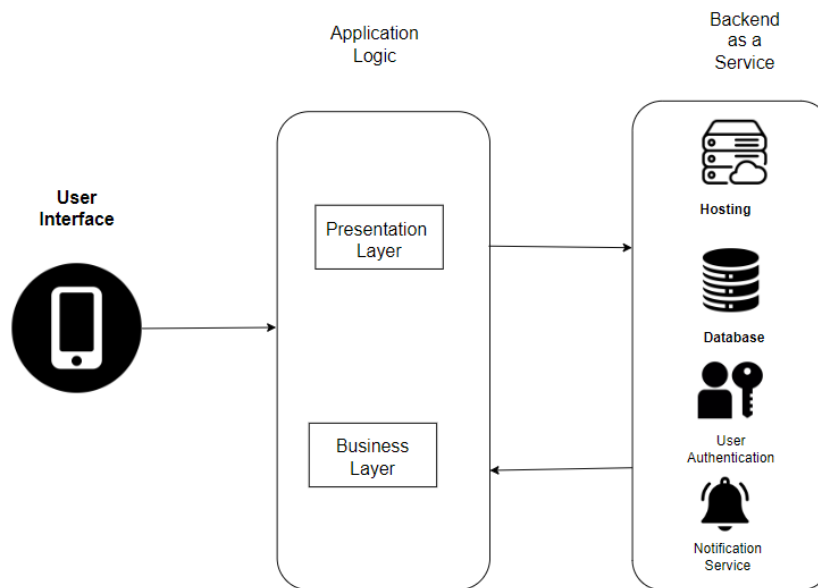 Application
Logic
Backend
as a
Service
User
Interface
Presentation
Layer
Business
Layer
Hosting
Database
User
Authentication
Notification
Service